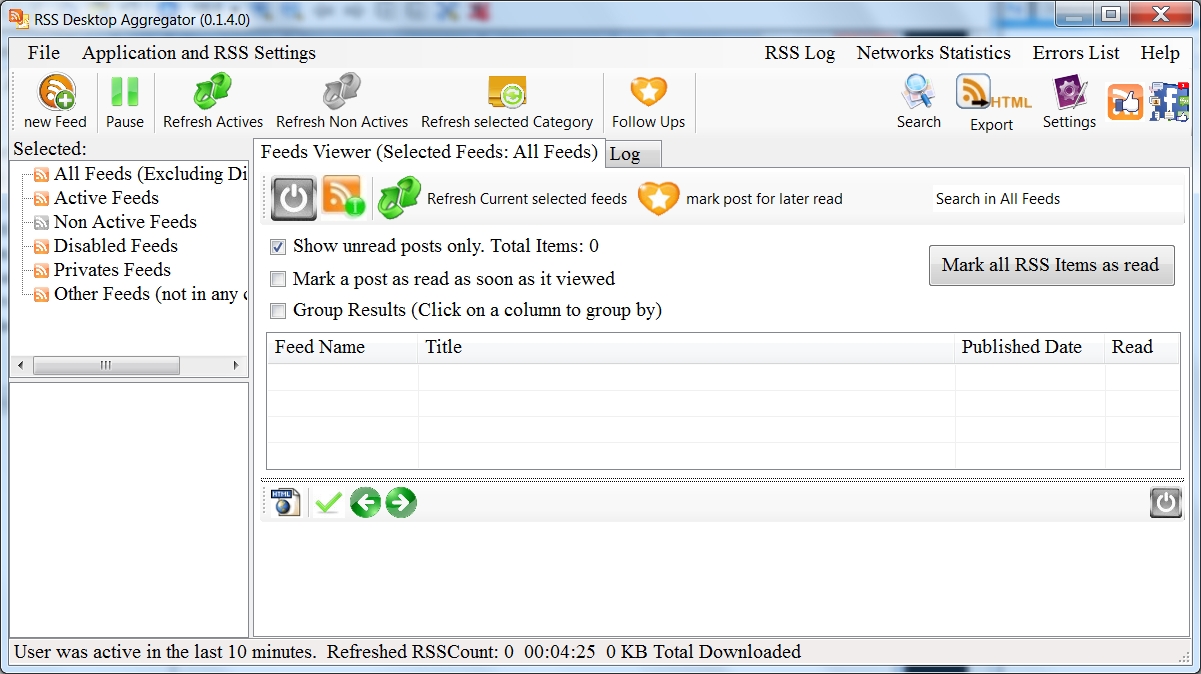 RSS Desktop Aggregator (0.1.4.0)
File Application and RSS Settings RSS Log Networks Statistics Errors List Help
HTML
new Feed Pause Refresh Actives Refresh Non Actives Refresh selected Category Follow Ups Search Export Settings
Selected:
Feeds Viewer (Selected Feeds: All Feeds) Log
All Feeds (Excluding Di
Active Feeds
Non Active Feeds
Disabled Feeds
Privates Feeds
Other Feeds (not in any c
Refresh Current selected feeds mark post for later read Search in All Feeds
Show unread posts only. Total Items: 0
Mark all RSS Items as read
Mark a post as read as soon as it viewed
Group Results (Click on a column to group by)
Feed Name Title Published Date Read
HTML
User was active in the last 10 minutes. Refreshed RSSCount: 0 00:04:25 0 KB Total Downloaded